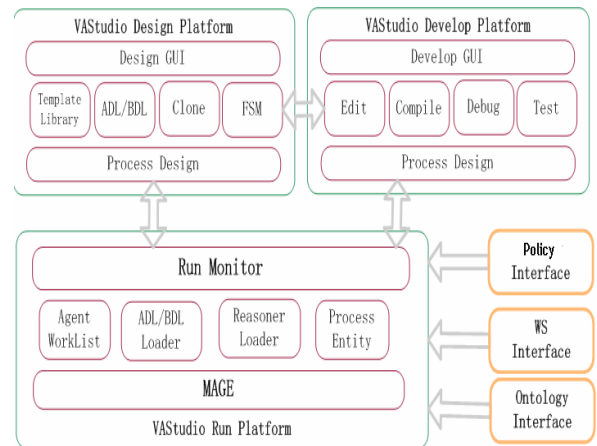 VAStudio Design Platform
Design GUI
Template
Library
ADL/BDL
Clone
FSM
Process Design
VAStudio Develop Platform
Develop GUI
Edit
Compile
Debug
Test
Process Design
Run Monitor
Agent
WorkList
ADL/BDL
Loader
Reasoner
Loader
Process
Entity
MAGE
VAStudio Run Platform
Policy
Interface
WS
Interface
Ontology
Interface